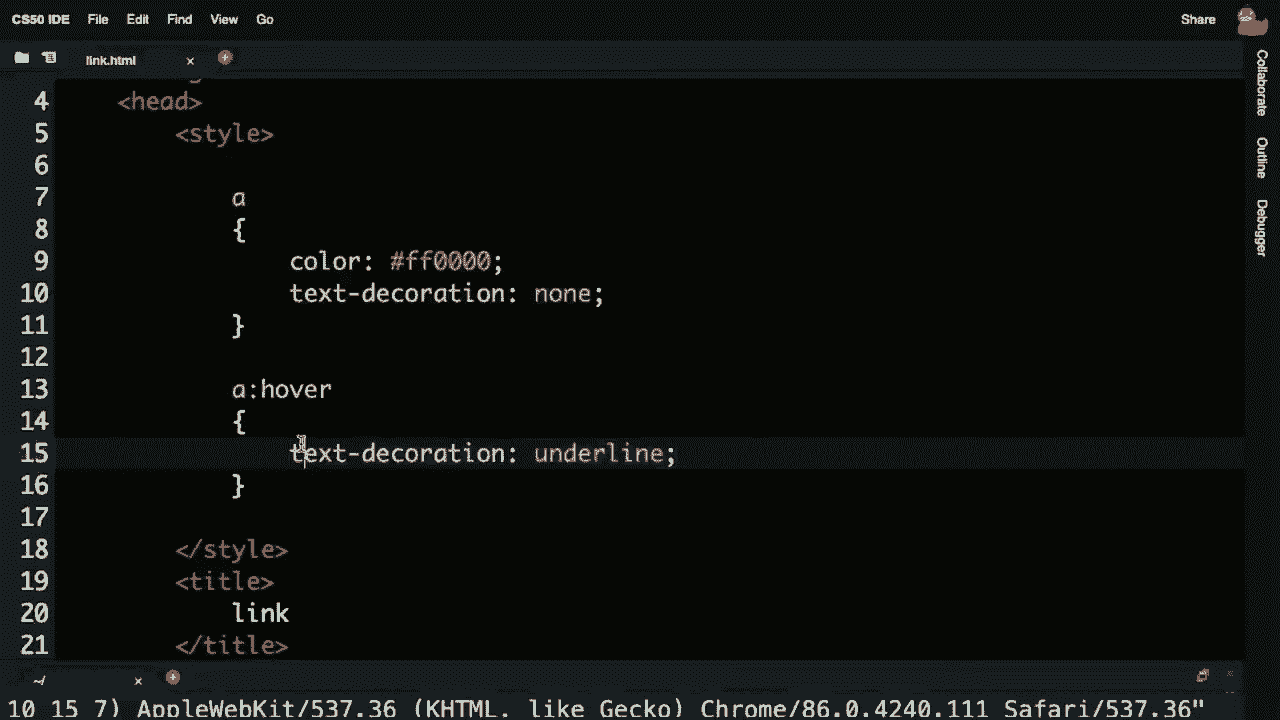 CS50 IDE File Edit Find View Go Share
link.html
4 <head>
5 <style>
6
7 a
8 {
9 color: #ff0000;
10 text-decoration: none;
11 }
12
13 a:hover
14 {
15 text-decoration: underline;
16 }
17
18 </style>
19 <title>
20 link
21 </title>
Collaborate
Outline
Debugger
~/
10 15 7) AppleWebKit/537.36 (KHTML, like Gecko) Chrome/86.0.4240.111 Safari/537.36"